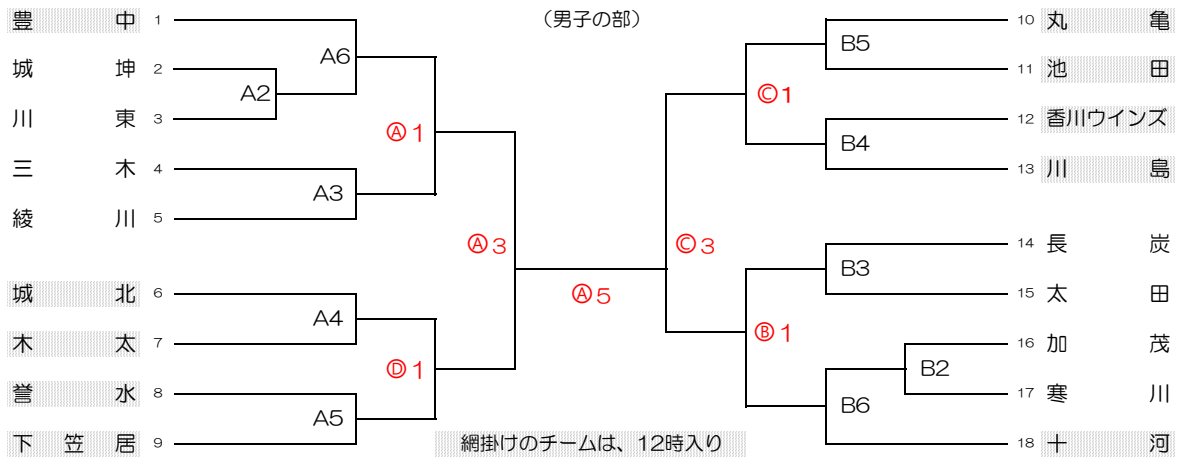 （男子の部）
豊中 1
城坤 2
川東 3
三木 4
綾川 5
城北 6
木太 7
誉水 8
下笠居 9
A6
A2
A3
A4
A5
Ⓐ1
Ⓓ1
Ⓐ3
Ⓐ5
Ⓒ3
Ⓒ1
Ⓑ1
B5
B4
B3
B2
B6
10 丸亀
11 池田
12 香川ウインズ
13 川島
14 長炭
15 太田
16 加茂
17 寒川
18 十河
網掛けのチームは、12時入り